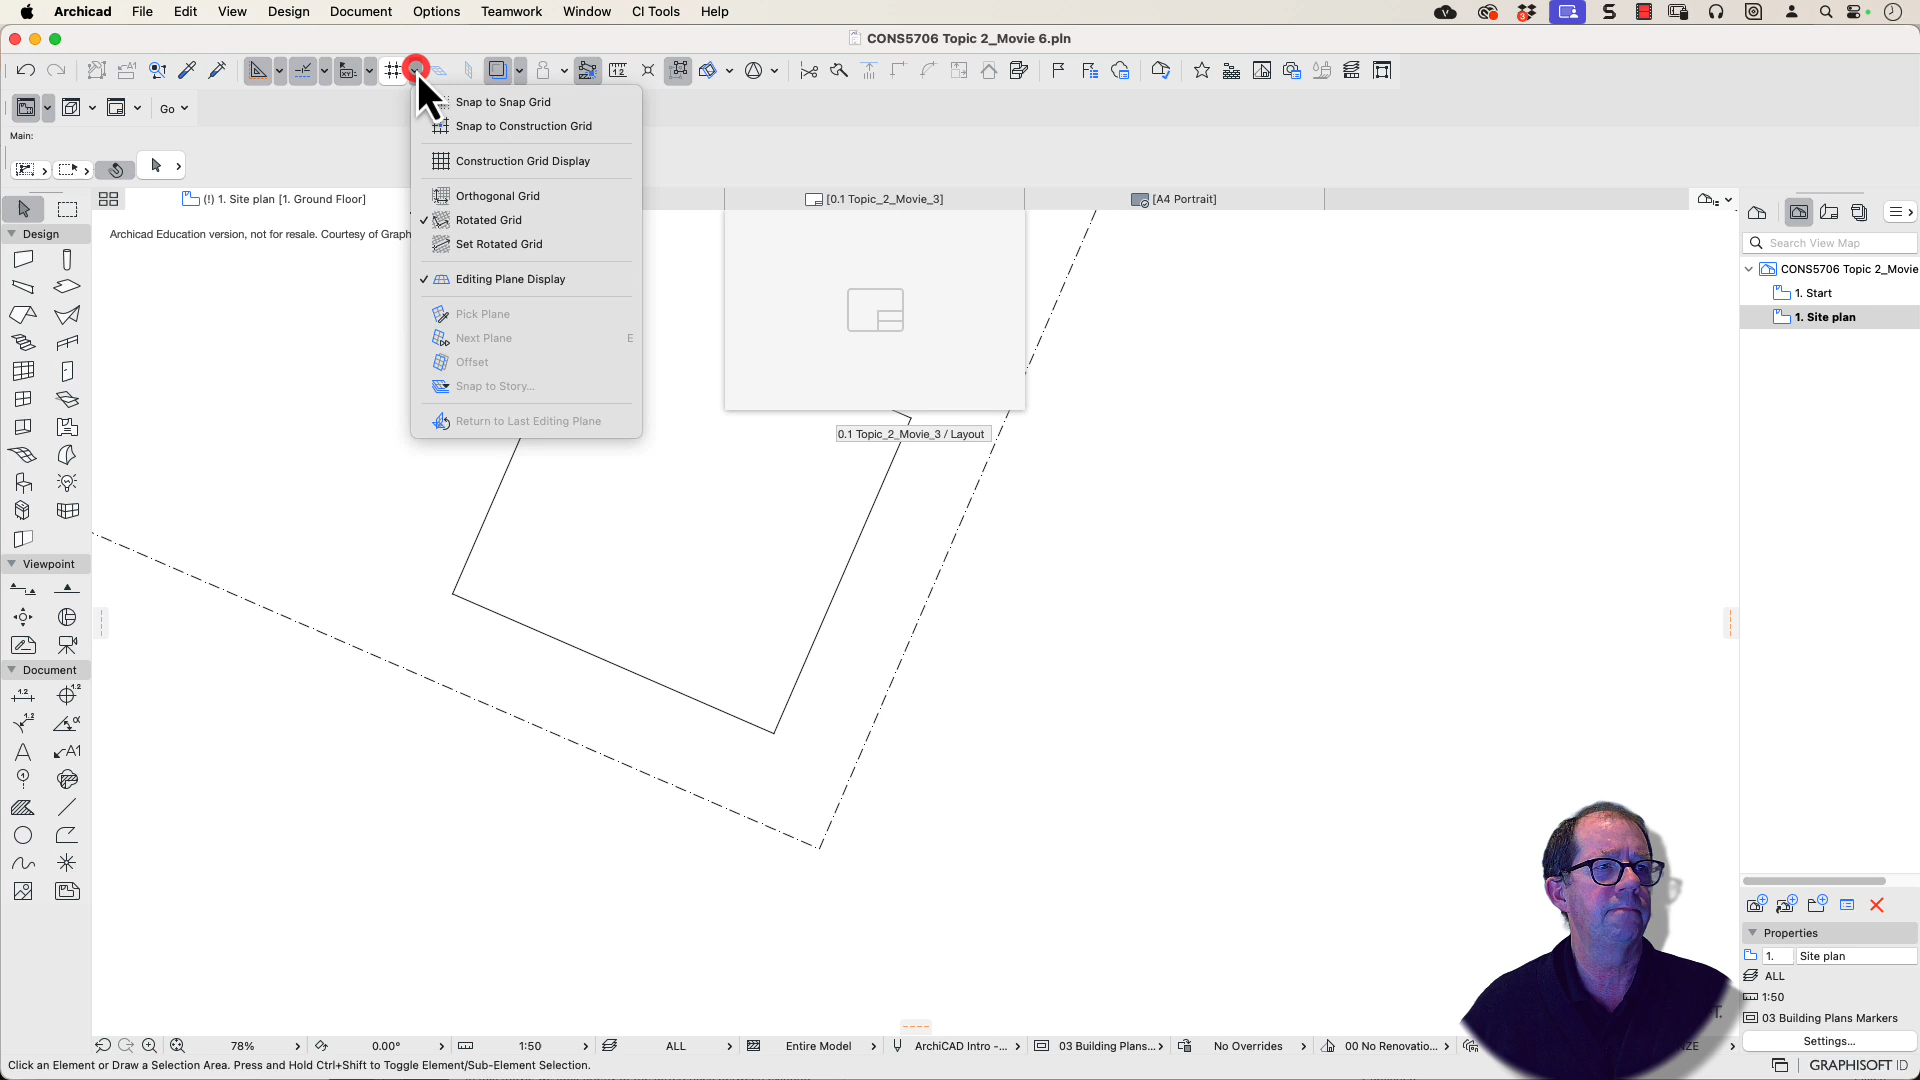 Archicad File Edit View Design Document Options Teamwork Window CI Tools Help
CONS5706 Topic 2_Movie 6.pln
Go
Main:
(!) 1. Site plan [1. Ground Floor]
[0.1 Topic_2_Movie_3]
[A4 Portrait]
Archicad Education version, not for resale. Courtesy of Graph
Snap to Snap Grid
Snap to Construction Grid
Construction Grid Display
Orthogonal Grid
Rotated Grid
Set Rotated Grid
Editing Plane Display
Pick Plane
Next Plane E
Offset
Snap to Story...
Return to Last Editing Plane
0.1 Topic_2_Movie_3 / Layout
Design
Viewpoint
Document
Search View Map
CONS5706 Topic 2_Movie
1. Start
1. Site plan
Properties
1. Site plan
ALL
1:50
03 Building Plans Markers
Settings...
78% 0.00° 1:50 ALL Entire Model ArchiCAD Intro -... 03 Building Plans... No Overrides 00 No Renovatio...
Click an Element or Draw a Selection Area. Press and Hold Ctrl+Shift to Toggle Element/Sub-Element Selection.
GRAPHISOFT ID